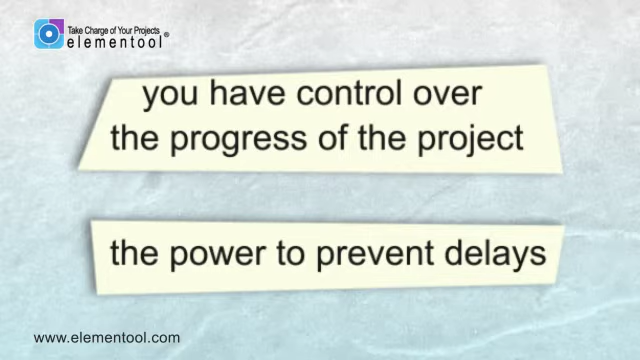 Take Charge of Your Projects
elementool®
you have control over
the progress of the project
the power to prevent delays
www.elementool.com